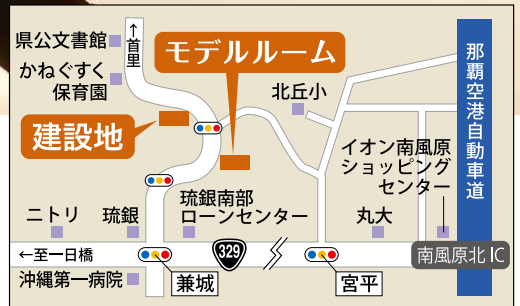 ↑首里
県公文書館
かねぐすく
保育園
モデルルーム
北丘小
建設地
那覇空港自動車道
イオン南風原
ショッピング
センター
ニトリ
琉銀
琉銀南部
ローンセンター
丸大
←至一日橋
329
南風原北IC
沖縄第一病院
兼城
宮平